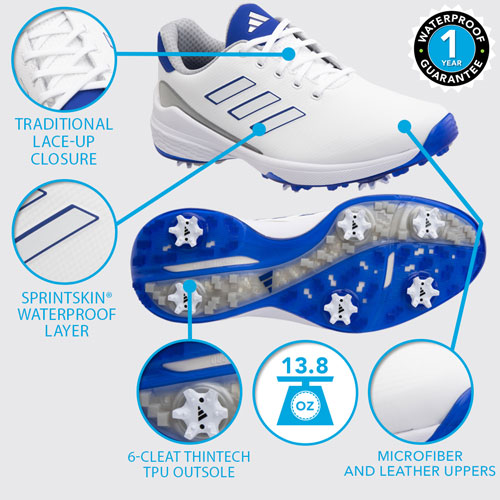 WATERPROOF
1
YEAR
GUARANTEE
TRADITIONAL
LACE-UP
CLOSURE
SPRINTSKIN®
WATERPROOF
LAYER
13.8
OZ
6-CLEAT THINTECH
TPU OUTSOLE
MICROFIBER
AND LEATHER UPPERS